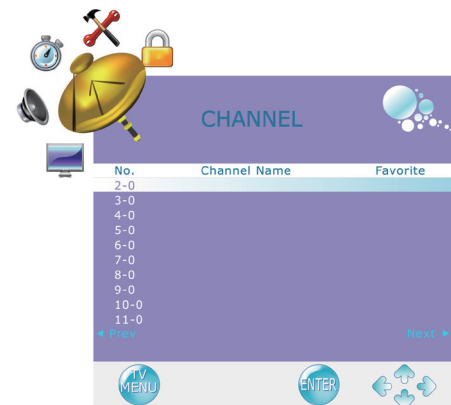 CHANNEL
No. Channel Name Favorite
2-0
3-0
4-0
5-0
6-0
7-0
8-0
9-0
10-0
11-0
Prev Next
TV MENU ENTER